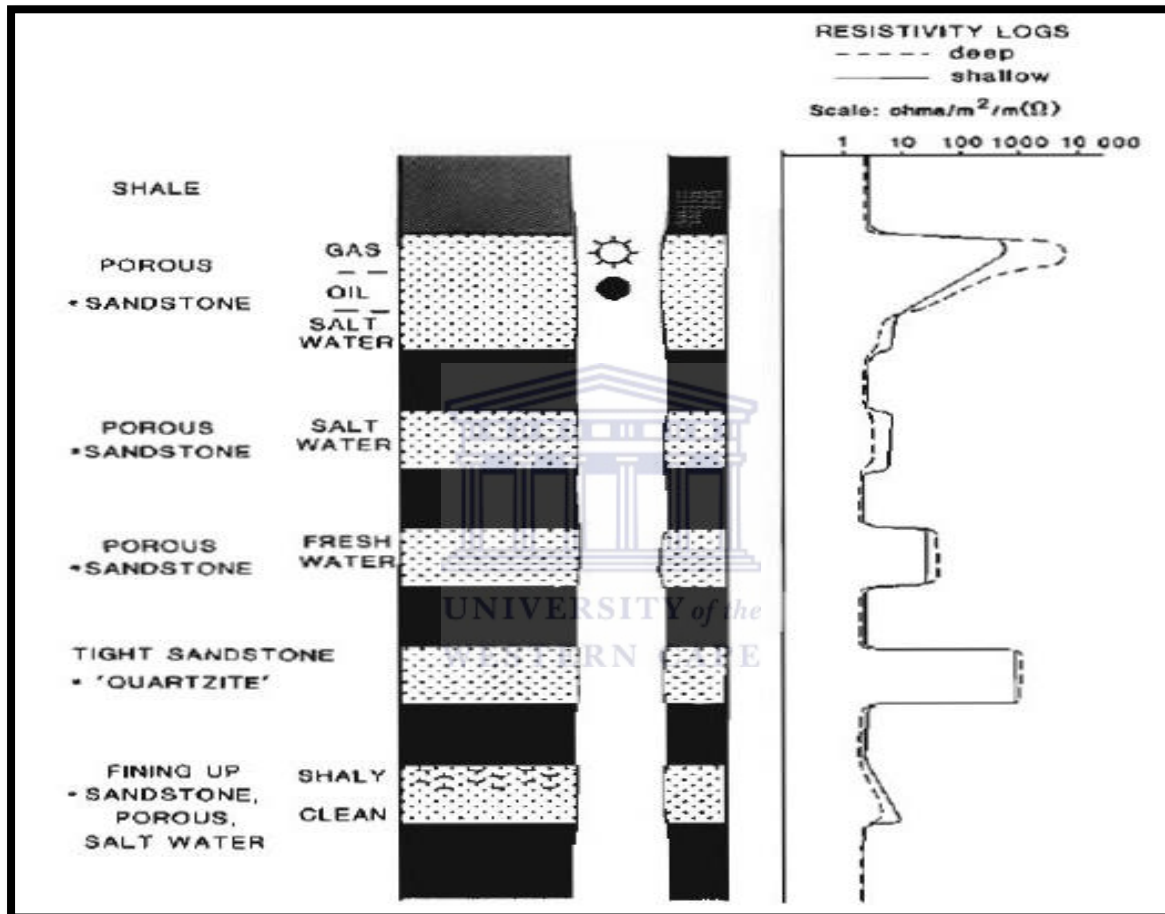 RESISTIVITY LOGS
deep
shallow
Scale: ohms/m²/m(Ω)
1 10 100 1000 10 000
SHALE
POROUS
* SANDSTONE
GAS
OIL
SALT
WATER
POROUS
* SANDSTONE
SALT
WATER
POROUS
* SANDSTONE
FRESH
WATER
UNIVERSITY of the
WESTERN CAPE
TIGHT SANDSTONE
* 'QUARTZITE'
FINING UP
* SANDSTONE,
POROUS,
SALT WATER
SHALY
CLEAN